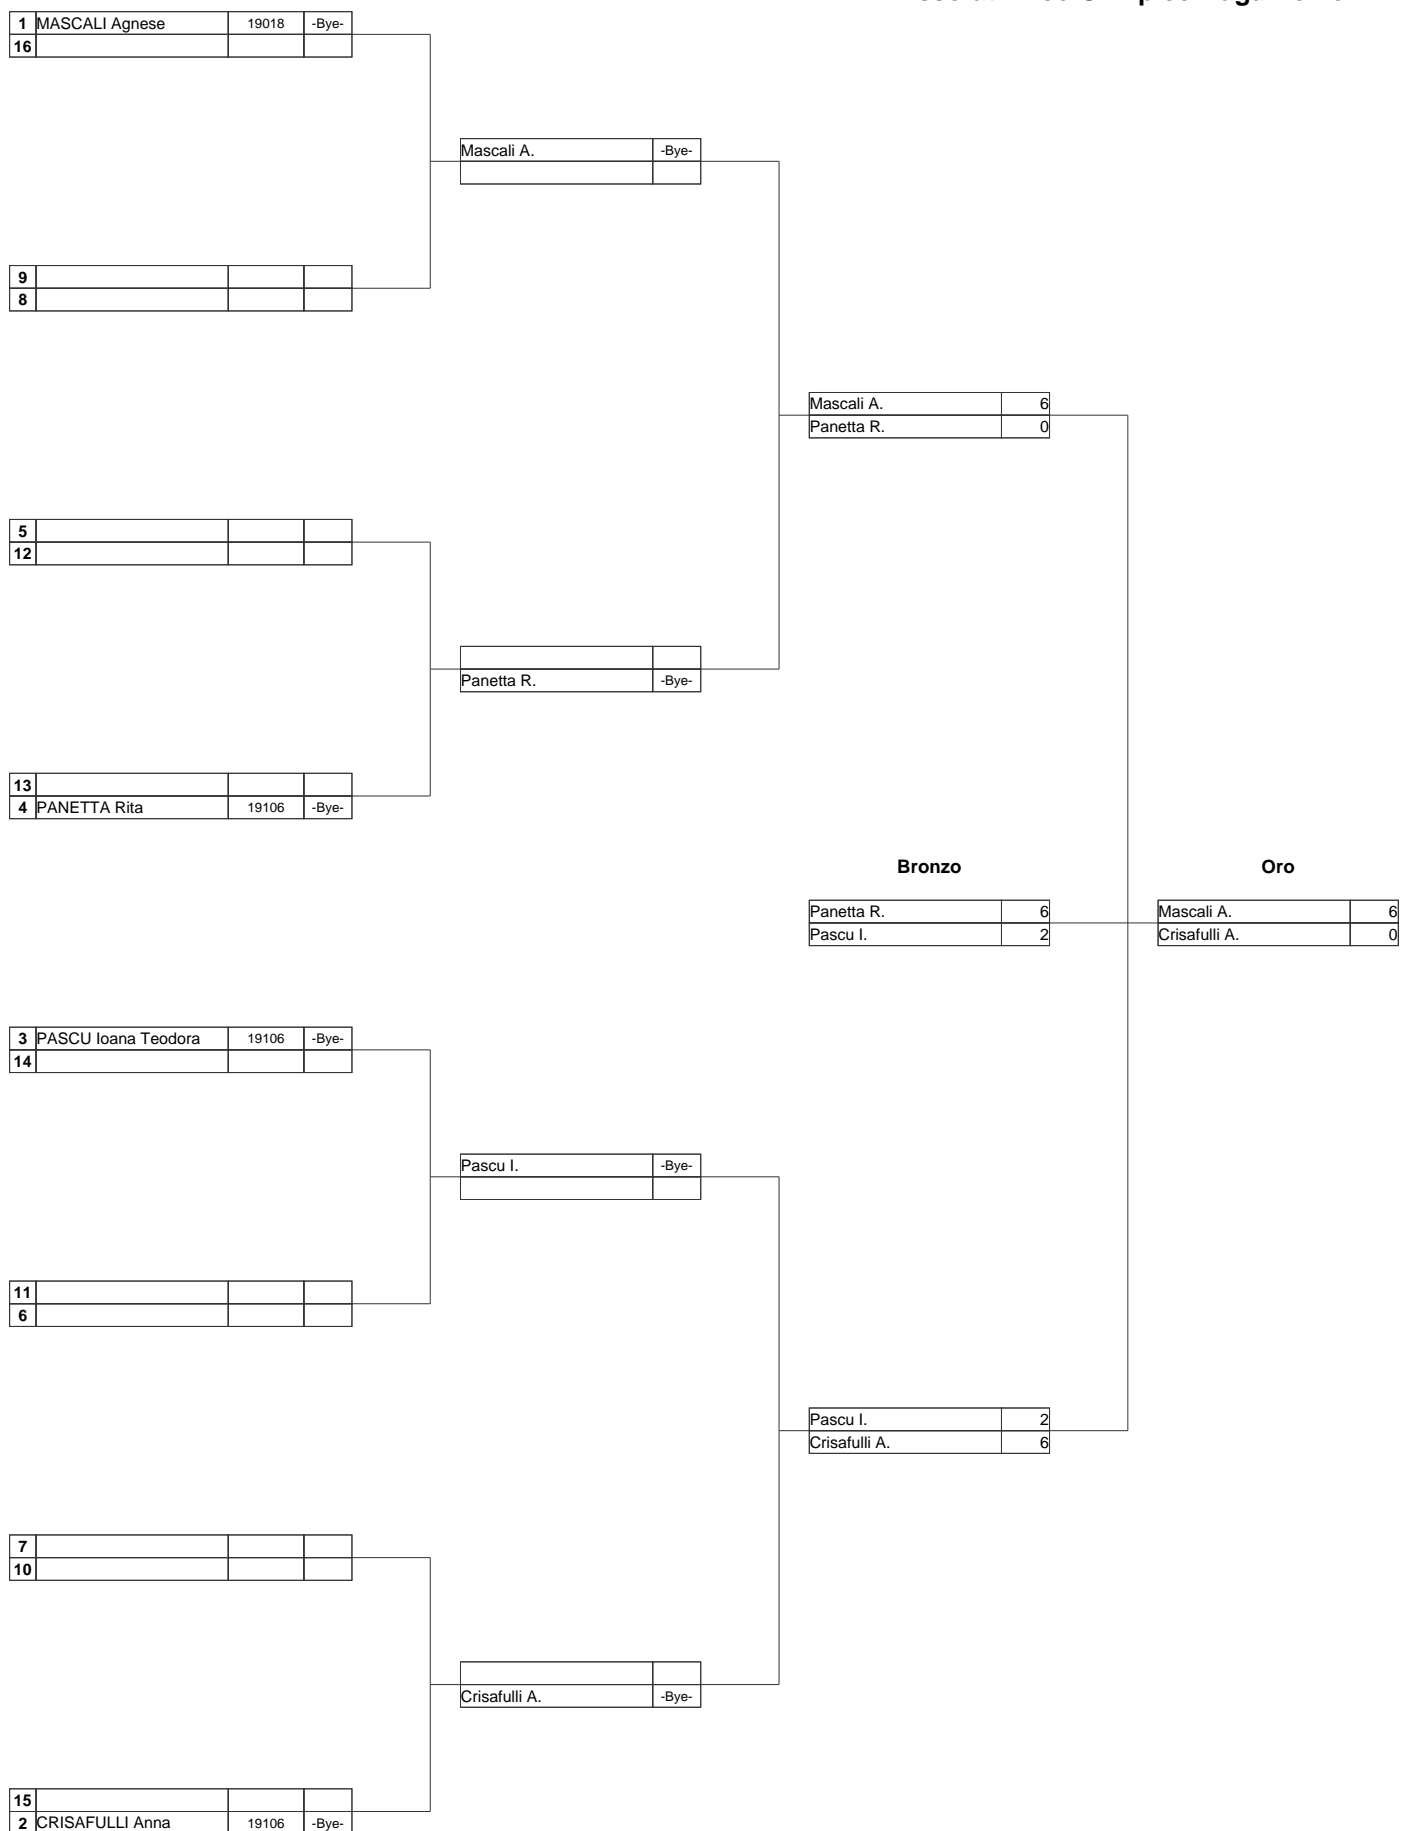 1 MASCALI Agnese 19018 -Bye-
16
Mascali A. -Bye-
9
8
Mascali A. 6
Panetta R. 0
5
12
Panetta R. -Bye-
13
4 PANETTA Rita 19106 -Bye-
Bronzo Oro
Panetta R. 6 Mascali A. 6
Pascu I. 2 Crisafulli A. 0
3 PASCU Ioana Teodora 19106 -Bye-
14
Pascu I. -Bye-
11
6
Pascu I. 2
Crisafulli A. 6
7
10
Crisafulli A. -Bye-
15
2 CRISAFULLI Anna 19106 -Bye-